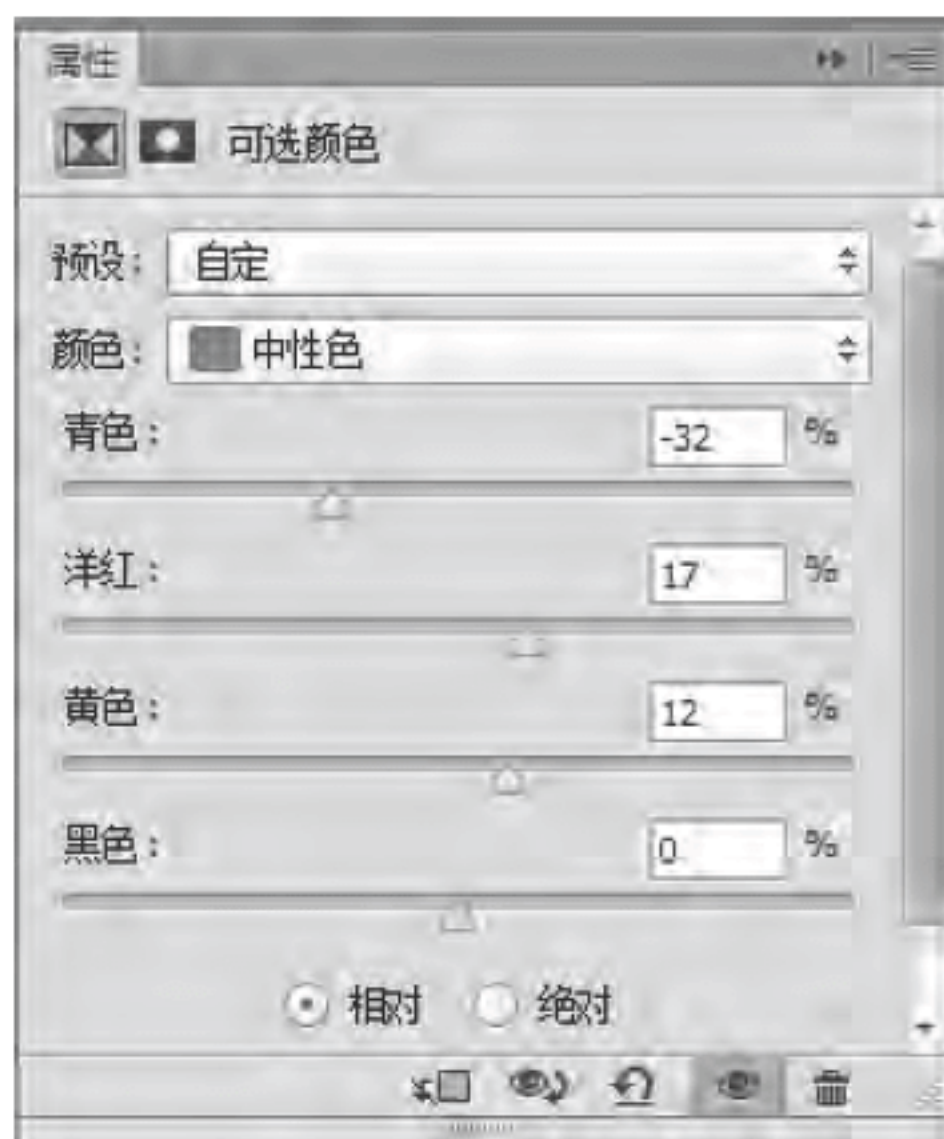 属性
可选颜色
预设： 自定
颜色： 中性色
青色： -32 %
洋红： 17 %
黄色： 12 %
黑色： 0 %
相对 绝对